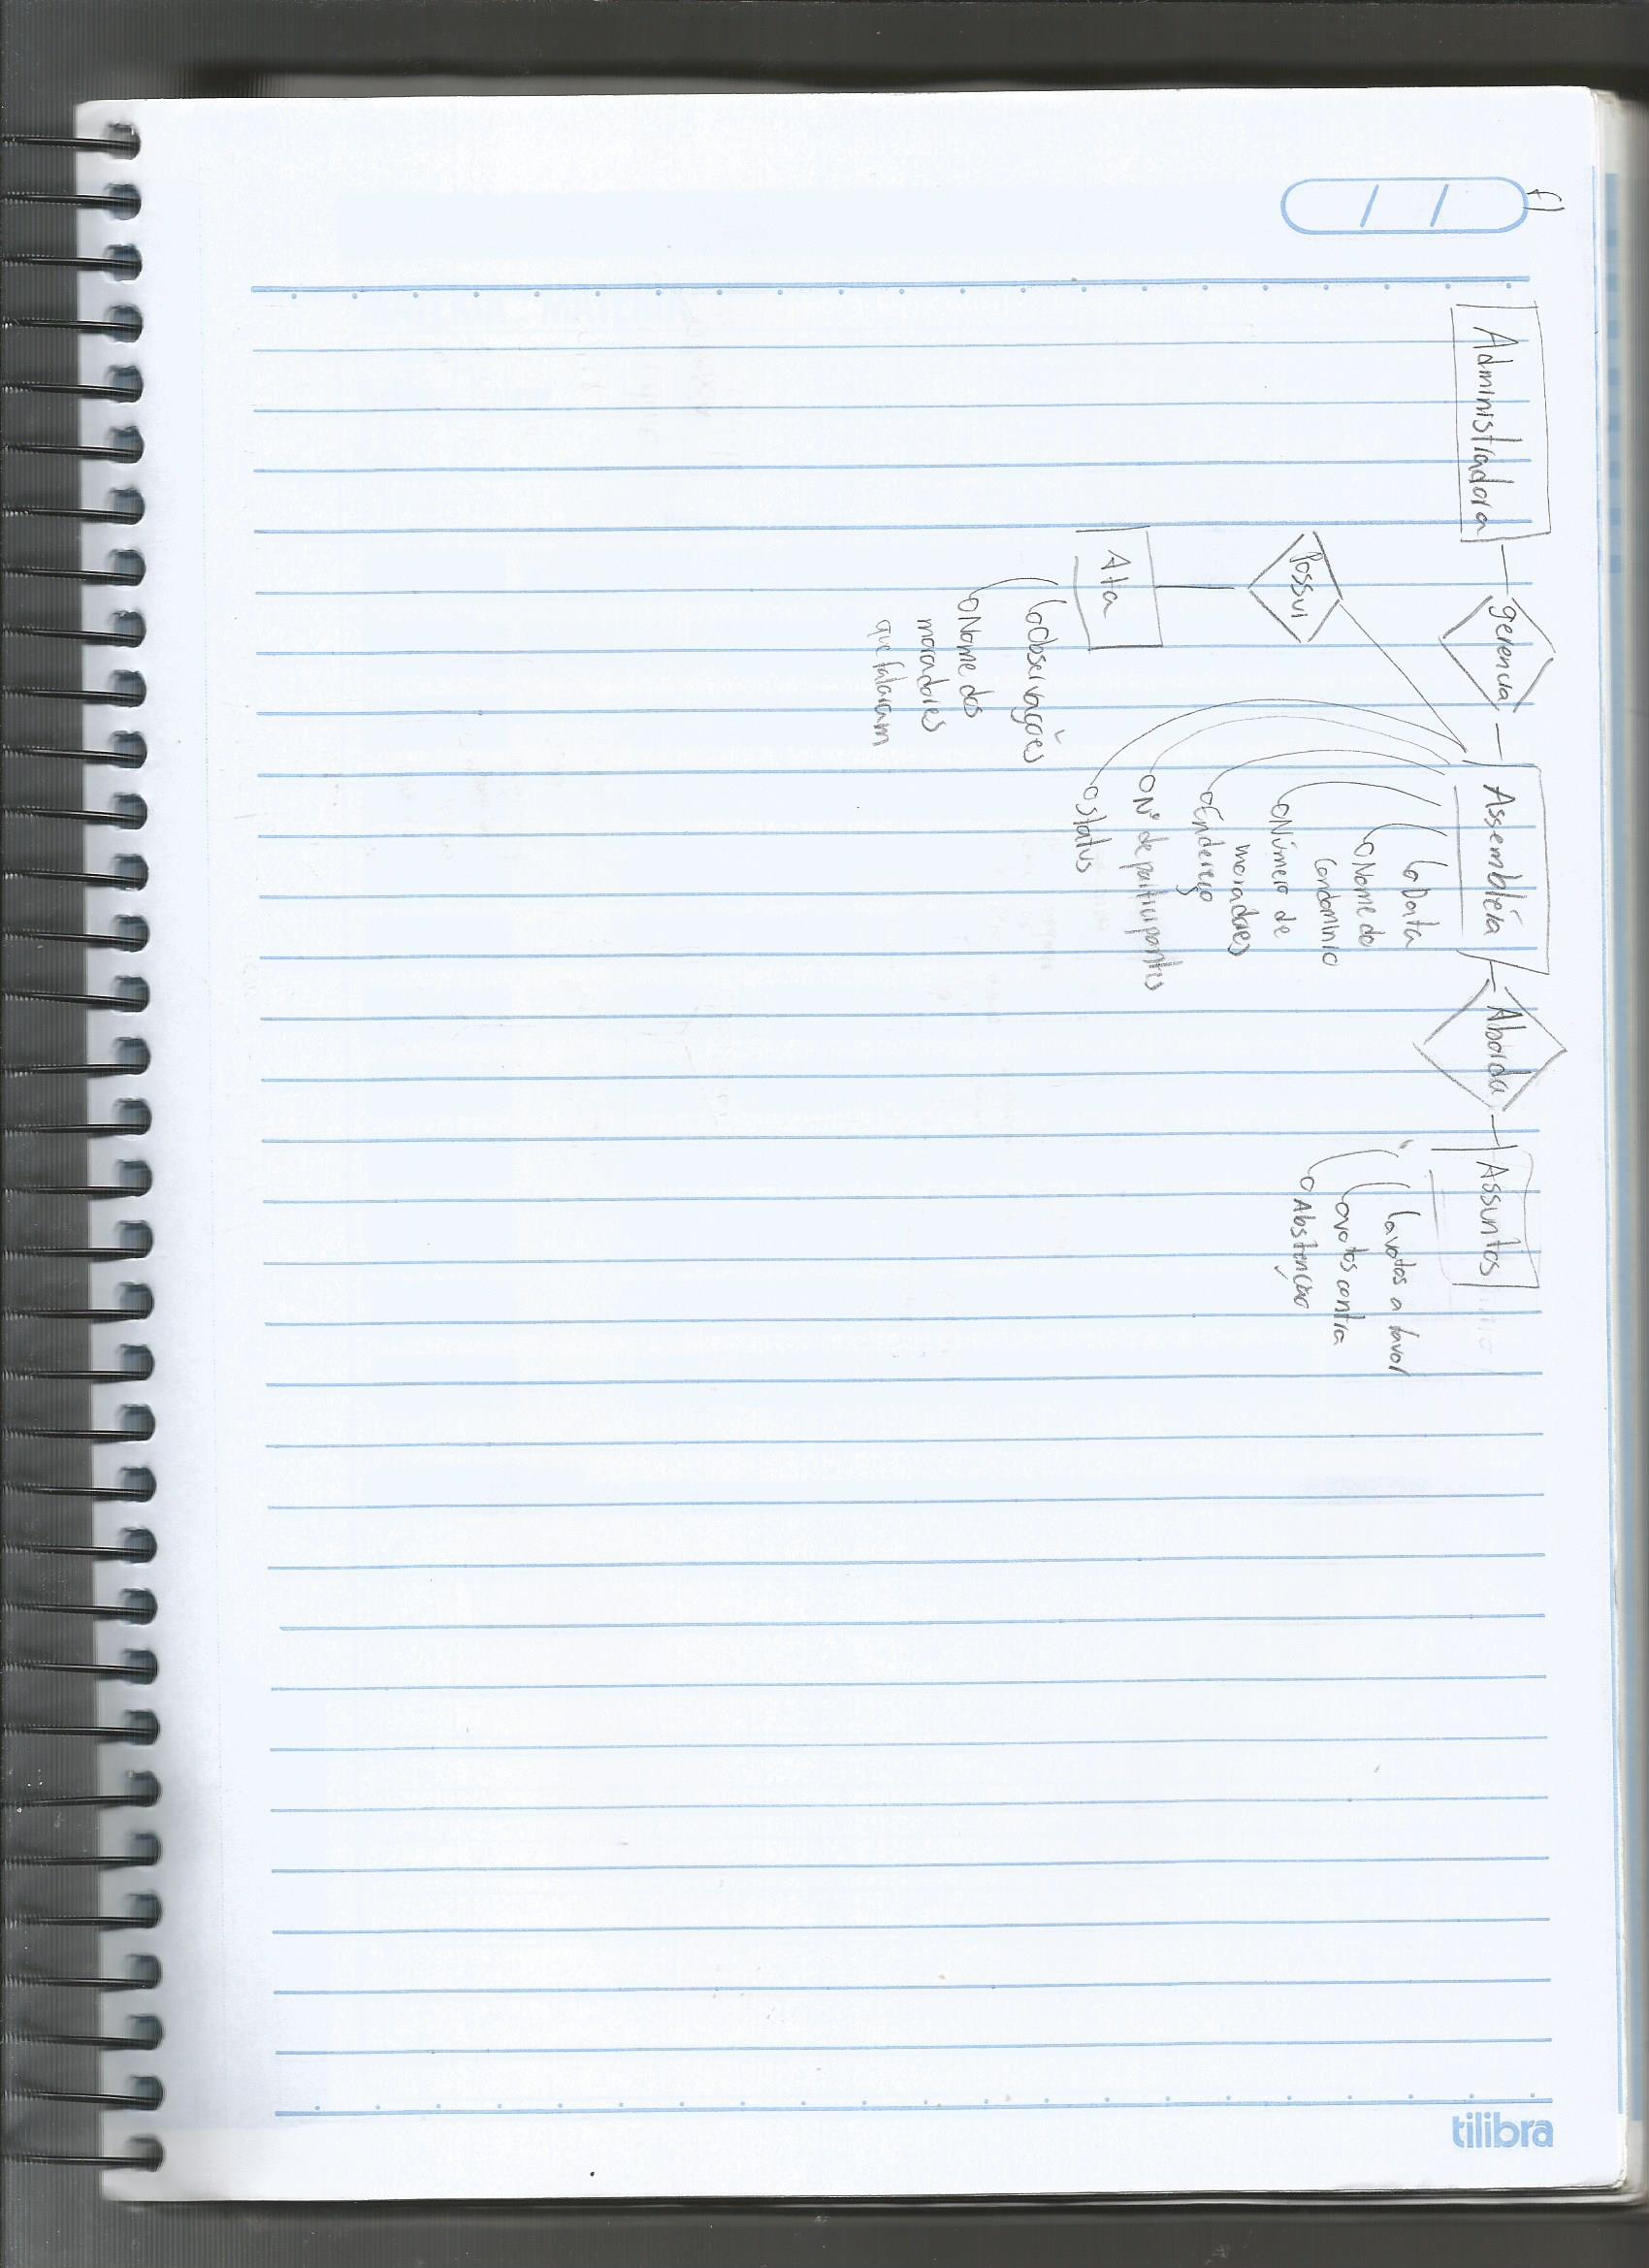 f)
Administradora
gerencia
Assembléia
Aborda
Assuntos
Possui
Ata
Observações
Nome dos
moradores
que falaram
Data
Nome do
Condomínio
Número de
moradores
Endereço
Nº de participantes
status
votos a favor
votos contra
Abstenção
tilibra